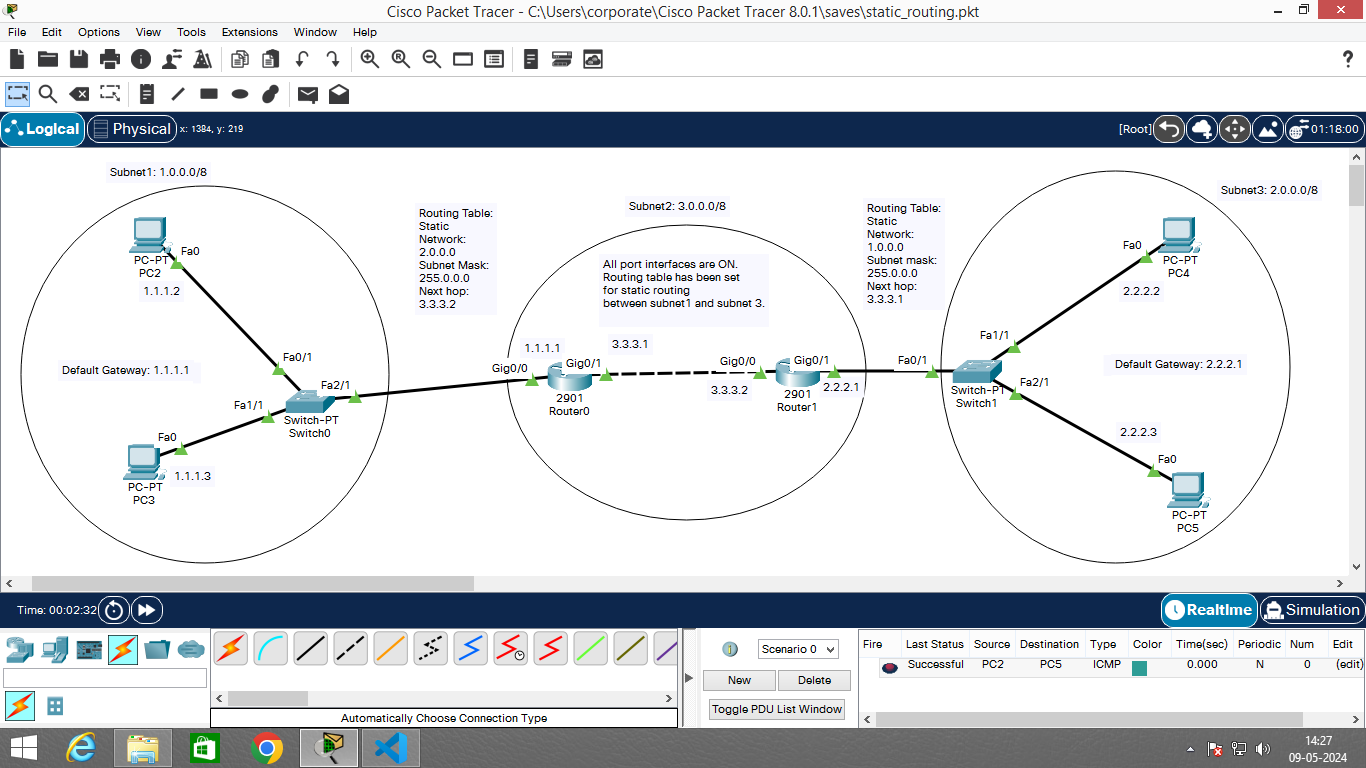 Cisco Packet Tracer - C:\Users\corporate\Cisco Packet Tracer 8.0.1\saves\static_routing.pkt
File Edit Options View Tools Extensions Window Help
Logical
Physical
x: 1384, y: 219
[Root]
01:18:00
Subnet1: 1.0.0.0/8
Fa0
PC-PT
PC2
1.1.1.2
Default Gateway: 1.1.1.1
Fa0/1
Fa2/1
Fa1/1
Switch-PT
Switch0
Fa0
1.1.1.3
PC-PT
PC3
Routing Table:
Static
Network:
2.0.0.0
Subnet Mask:
255.0.0.0
Next hop:
3.3.3.2
Subnet2: 3.0.0.0/8
All port interfaces are ON.
Routing table has been set
for static routing
between subnet1 and subnet 3.
1.1.1.1
3.3.3.1
Gig0/0
Gig0/1
2901
Router0
Gig0/0
Gig0/1
3.3.3.2
2.2.2.1
2901
Router1
Routing Table:
Static
Network:
1.0.0.0
Subnet mask:
255.0.0.0
Next hop:
3.3.3.1
Subnet3: 2.0.0.0/8
Fa0
PC-PT
PC4
2.2.2.2
Fa1/1
Fa0/1
Fa2/1
Switch-PT
Switch1
Default Gateway: 2.2.2.1
2.2.2.3
Fa0
PC-PT
PC5
Time: 00:02:32
Realtime
Simulation
Automatically Choose Connection Type
Scenario 0
New
Delete
Toggle PDU List Window
Fire Last Status Source Destination Type Color Time(sec) Periodic Num Edit
Successful PC2 PC5 ICMP 0.000 N 0 (edit)
14:27
09-05-2024